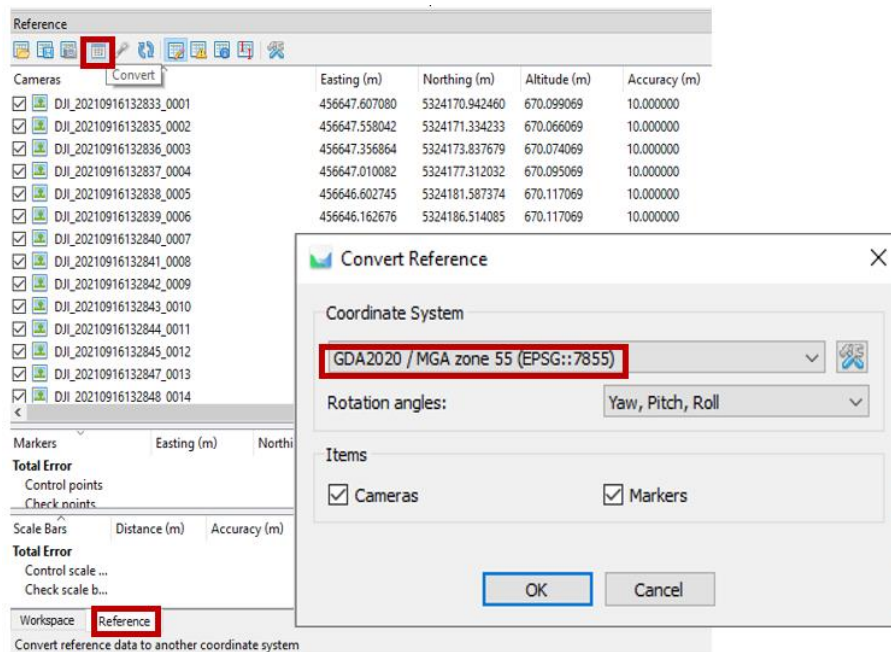 Reference
Convert
Cameras Easting (m) Northing (m) Altitude (m) Accuracy (m)
DJI_20210916132833_0001 456647.607080 5324170.942460 670.099069 10.000000
DJI_20210916132835_0002 456647.558042 5324171.334233 670.066069 10.000000
DJI_20210916132836_0003 456647.356864 5324173.837679 670.074069 10.000000
DJI_20210916132837_0004 456647.010082 5324177.312032 670.095069 10.000000
DJI_20210916132838_0005 456646.602745 5324181.587374 670.117069 10.000000
DJI_20210916132839_0006 456646.162676 5324186.514085 670.117069 10.000000
DJI_20210916132840_0007
DJI_20210916132841_0008
DJI_20210916132842_0009
DJI_20210916132843_0010
DJI_20210916132844_0011
DJI_20210916132845_0012
DJI_20210916132847_0013
DJI_20210916132848_0014
Markers Easting (m) Northi
Total Error
Control points
Check points
Scale Bars Distance (m) Accuracy (m)
Total Error
Control scale ...
Check scale b...
Workspace Reference
Convert reference data to another coordinate system
Convert Reference
Coordinate System
GDA2020 / MGA zone 55 (EPSG::7855)
Rotation angles: Yaw, Pitch, Roll
Items
Cameras Markers
OK Cancel